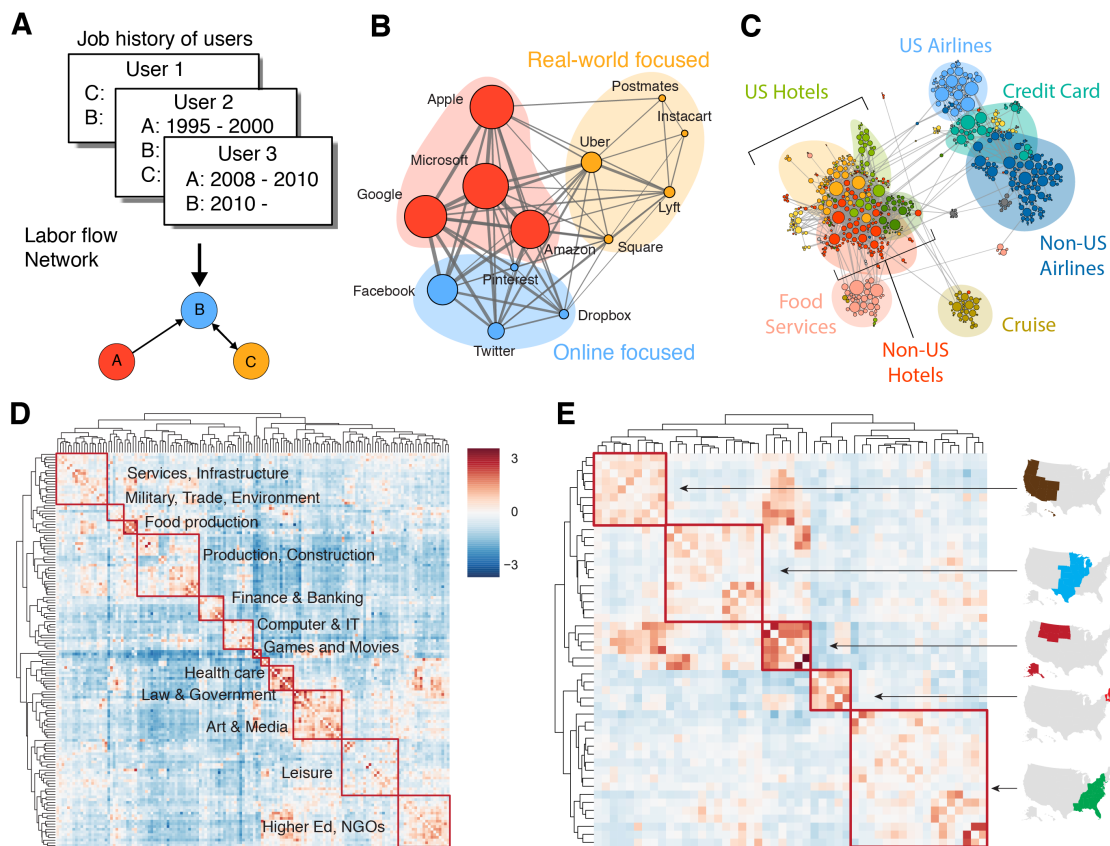 A
Job history of users
User 1
C:
B:
User 2
A: 1995 - 2000
B:
C:
User 3
A: 2008 - 2010
B: 2010 -
Labor flow
Network
B
A
C
B
Real-world focused
Postmates
Apple
Instacart
Uber
Microsoft
Google
Lyft
Amazon
Square
Pinterest
Facebook
Dropbox
Twitter
Online focused
C
US Airlines
US Hotels
Credit Card
Non-US
Airlines
Food
Services
Cruise
Non-US
Hotels
D
Services, Infrastructure
Military, Trade, Environment
Food production
Production, Construction
Finance & Banking
Computer & IT
Games and Movies
Health care
Law & Government
Art & Media
Leisure
Higher Ed, NGOs
3
0
−3
E